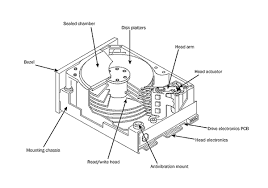 Sealed chamber
Disk platters
Head arm
Bezel
Head actuator
Drive electronics PCB
Head electronics
Mounting chassis
Read/write head
Antivibration mount